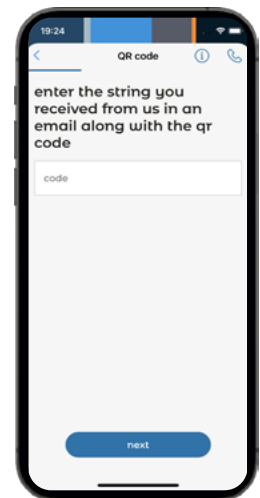 19:24
QR code
enter the string you
received from us in an
email along with the qr
code
code
next